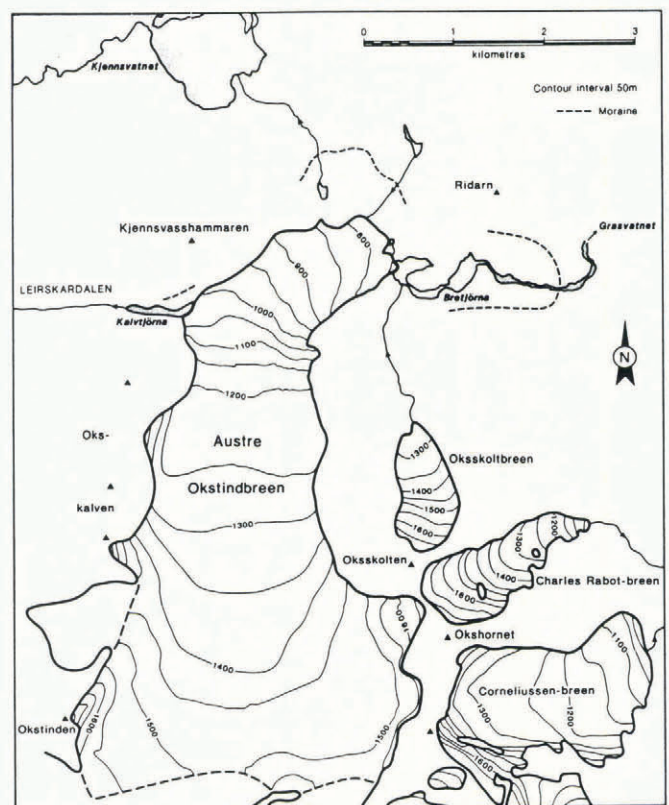 0 1 2 3
kilometres
Contour interval 50m
Moraine
Kjennsvatnet
Ridarn
Kjennsvasshammaren
Grasvatnet
LEIRSKARDALEN
Kalvtjörna
Bretjörna
N
800
900
1000
1100
1200
Oks-
kalven
Austre
Okstindbreen
1300
1400
1500
1500
1600
1600
Okstinden
Oksskoltbreen
1300
1400
1500
1600
Oksskolten
Charles Rabot-breen
1200
1300
1400
1600
Okshornet
Corneliussen-breen
1100
1200
1300
1600